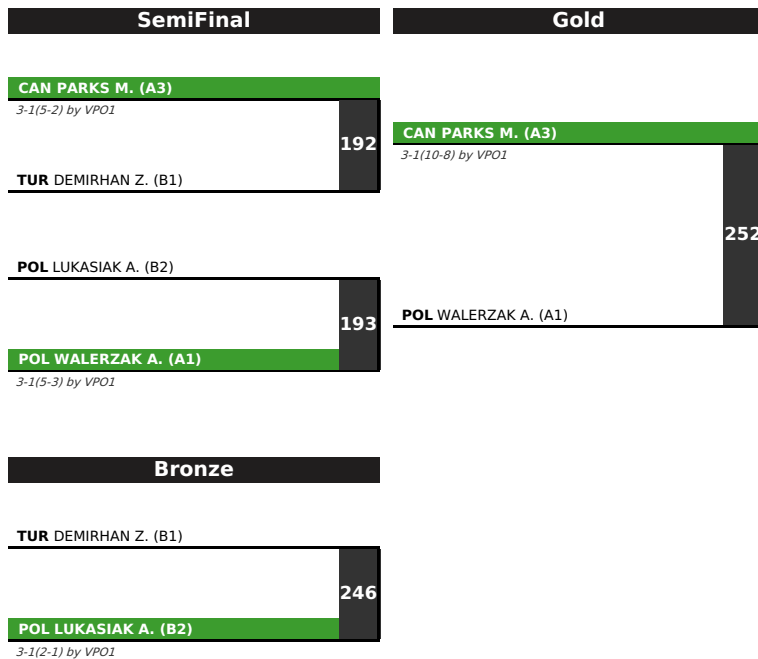 SemiFinal
CAN PARKS M. (A3)
3-1(5-2) by VPO1
192
TUR DEMIRHAN Z. (B1)
POL LUKASIAK A. (B2)
193
POL WALERZAK A. (A1)
3-1(5-3) by VPO1
Gold
CAN PARKS M. (A3)
3-1(10-8) by VPO1
252
POL WALERZAK A. (A1)
Bronze
TUR DEMIRHAN Z. (B1)
246
POL LUKASIAK A. (B2)
3-1(2-1) by VPO1